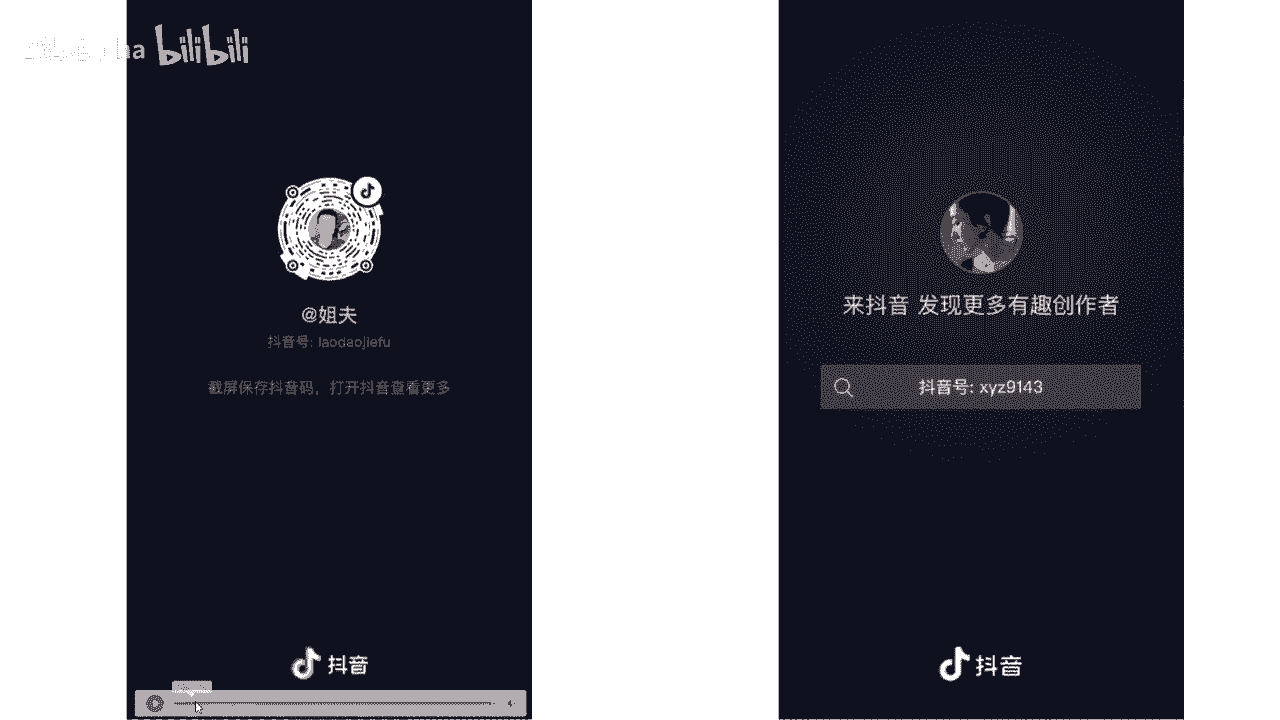 bilibili
@姐夫
抖音号: laodaojiefu
截屏保存抖音码，打开抖音查看更多
抖音
来抖音 发现更多有趣创作者
抖音号: xyz9143
抖音